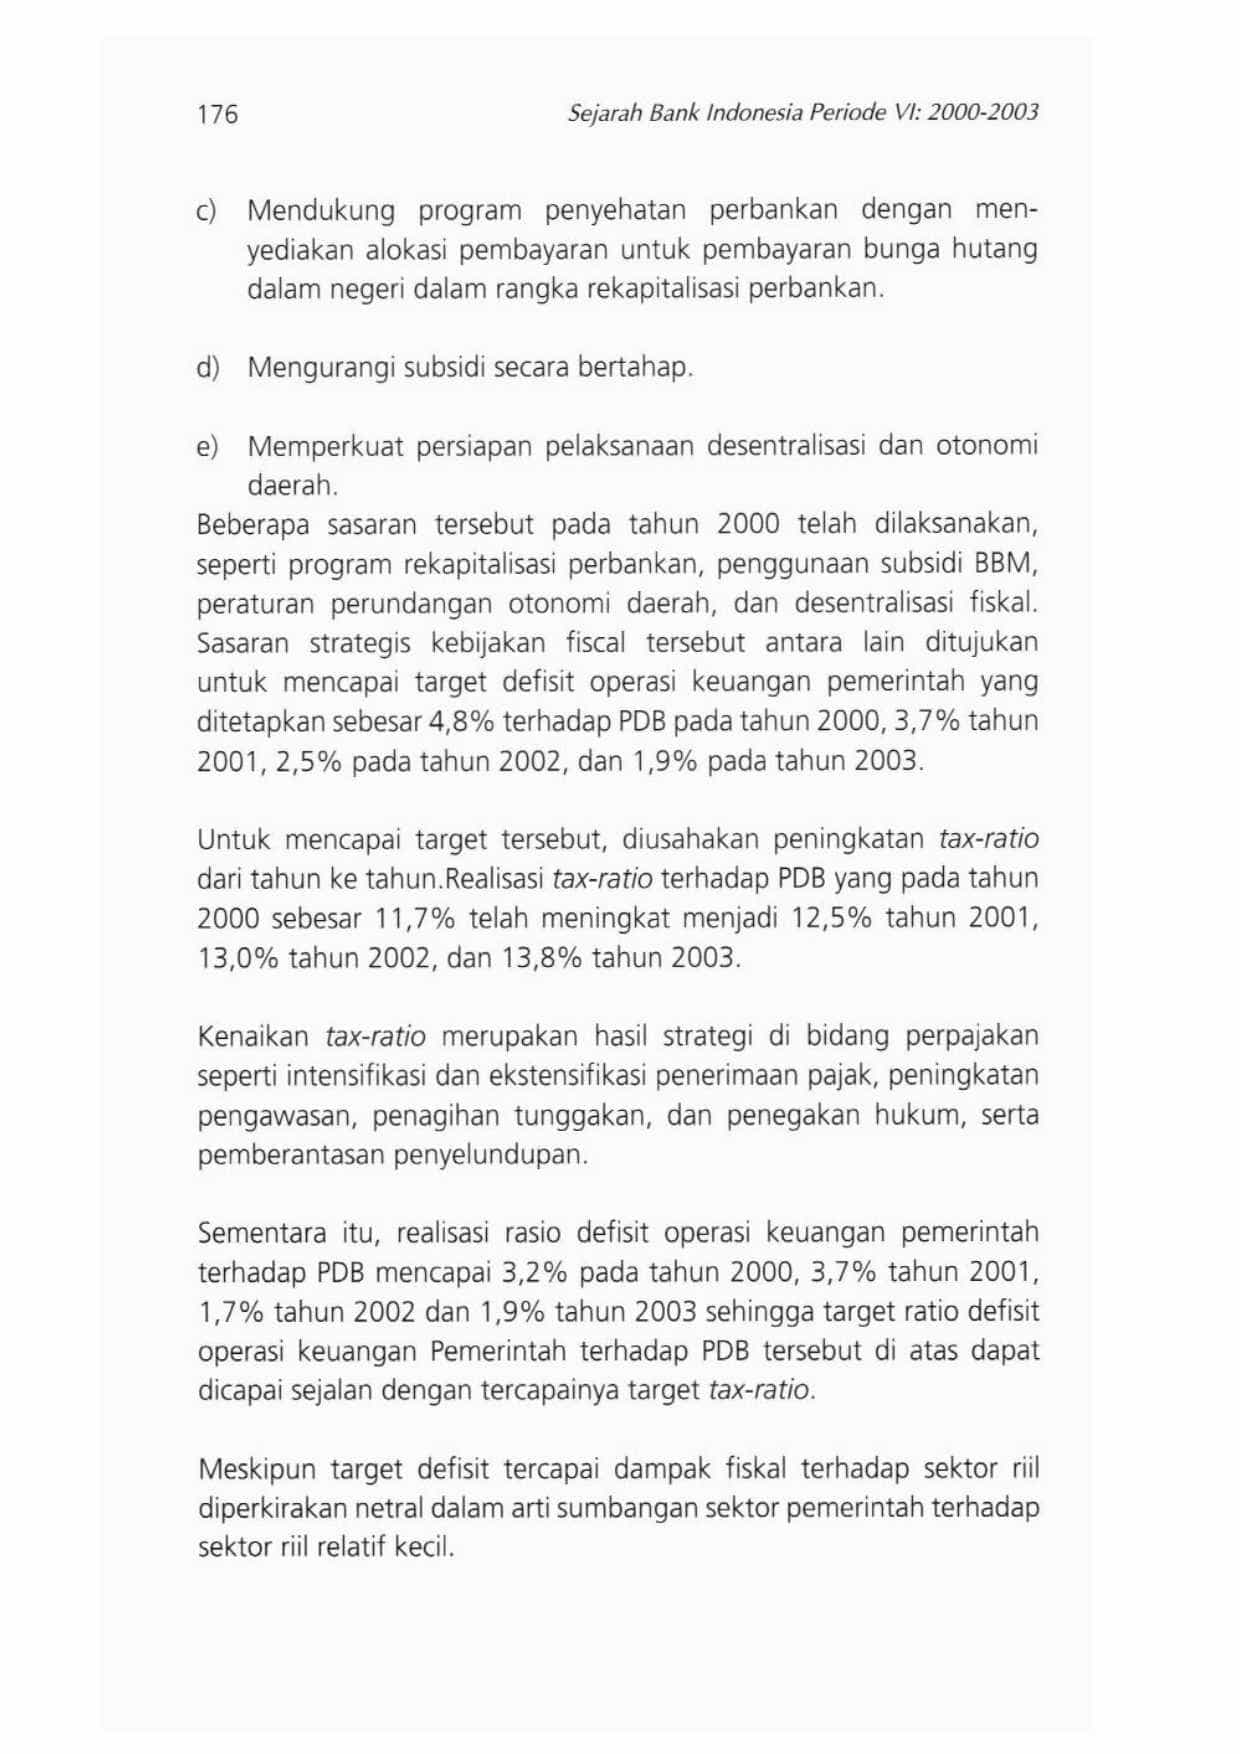 176
Sejarah Bank Indonesia Periode VI: 2000-2003
c) Mendukung program penyehatan perbankan dengan men-
yediakan alokasi pembayaran untuk pembayaran bunga hutang
dalam negeri dalam rangka rekapitalisasi perbankan.
d) Mengurangi subsidi secara bertahap.
e) Memperkuat persiapan pelaksanaan desentralisasi dan otonomi
daerah.
Beberapa sasaran tersebut pada tahun 2000 telah dilaksanakan,
seperti program rekapitalisasi perbankan, penggunaan subsidi BBM,
peraturan perundangan otonomi daerah, dan desentralisasi fiskal.
Sasaran strategis kebijakan fiscal tersebut antara lain ditujukan
untuk mencapai target defisit operasi keuangan pemerintah yang
ditetapkan sebesar 4,8% terhadap PDB pada tahun 2000, 3,7% tahun
2001, 2,5% pada tahun 2002, dan 1,9% pada tahun 2003.
Untuk mencapai target tersebut, diusahakan peningkatan tax-ratio
dari tahun ke tahun.Realisasi tax-ratio terhadap PDB yang pada tahun
2000 sebesar 11,7% telah meningkat menjadi 12,5% tahun 2001,
13,0% tahun 2002, dan 13,8% tahun 2003.
Kenaikan tax-ratio merupakan hasil strategi di bidang perpajakan
seperti intensifikasi dan ekstensifikasi penerimaan pajak, peningkatan
pengawasan, penagihan tunggakan, dan penegakan hukum, serta
pemberantasan penyelundupan.
Sementara itu, realisasi rasio defisit operasi keuangan pemerintah
terhadap PDB mencapai 3,2% pada tahun 2000, 3,7% tahun 2001,
1,7% tahun 2002 dan 1,9% tahun 2003 sehingga target ratio defisit
operasi keuangan Pemerintah terhadap PDB tersebut di atas dapat
dicapai sejalan dengan tercapainya target tax-ratio.
Meskipun target defisit tercapai dampak fiskal terhadap sektor riil
diperkirakan netral dalam arti sumbangan sektor pemerintah terhadap
sektor riil relatif kecil.